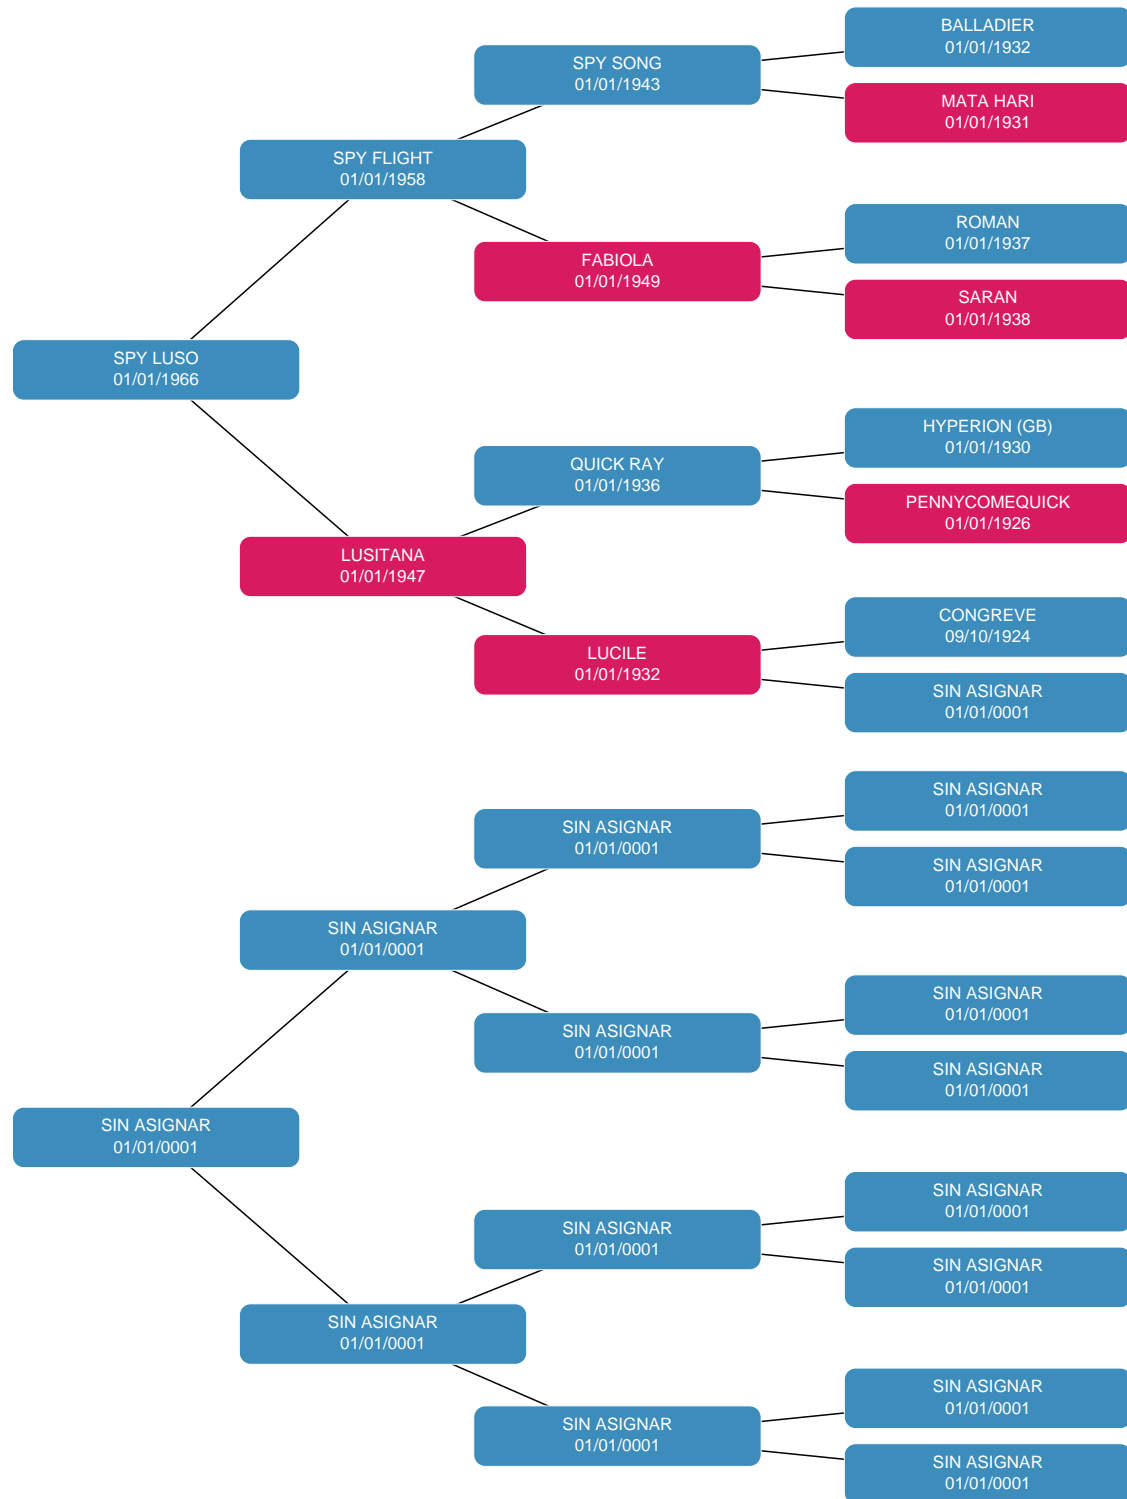 BALLADIER
01/01/1932
SPY SONG
01/01/1943
MATA HARI
01/01/1931
SPY FLIGHT
01/01/1958
ROMAN
01/01/1937
FABIOLA
01/01/1949
SARAN
01/01/1938
SPY LUSO
01/01/1966
HYPERION (GB)
01/01/1930
QUICK RAY
01/01/1936
PENNYCOMEQUICK
01/01/1926
LUSITANA
01/01/1947
CONGREVE
09/10/1924
LUCILE
01/01/1932
SIN ASIGNAR
01/01/0001
SIN ASIGNAR
01/01/0001
SIN ASIGNAR
01/01/0001
SIN ASIGNAR
01/01/0001
SIN ASIGNAR
01/01/0001
SIN ASIGNAR
01/01/0001
SIN ASIGNAR
01/01/0001
SIN ASIGNAR
01/01/0001
SIN ASIGNAR
01/01/0001
SIN ASIGNAR
01/01/0001
SIN ASIGNAR
01/01/0001
SIN ASIGNAR
01/01/0001
SIN ASIGNAR
01/01/0001
SIN ASIGNAR
01/01/0001
SIN ASIGNAR
01/01/0001
SIN ASIGNAR
01/01/0001